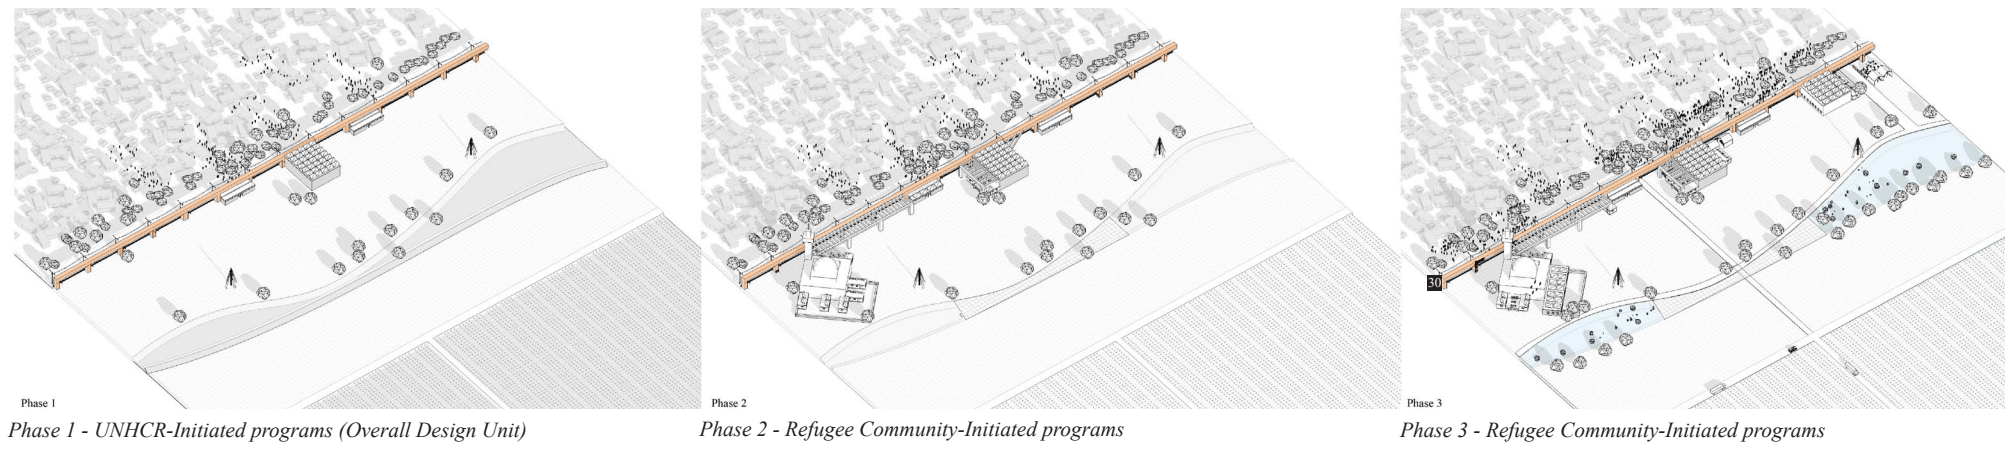 30
Phase 1
Phase 2
Phase 3
Phase 1 - UNHCR-Initiated programs (Overall Design Unit)
Phase 2 - Refugee Community-Initiated programs
Phase 3 - Refugee Community-Initiated programs